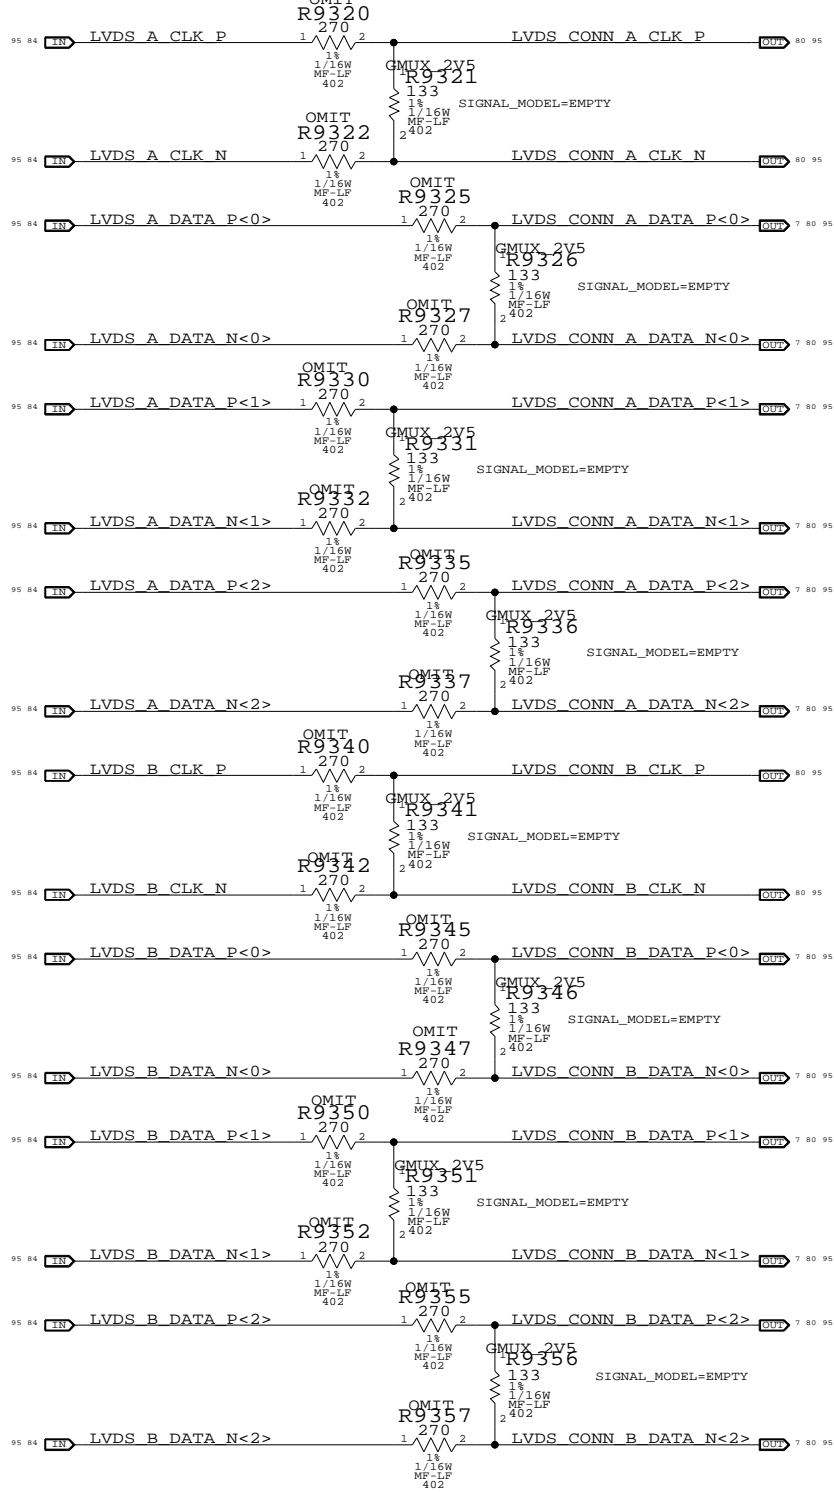 OMIT
R9320
270
95 84 IN LVDS_A_CLK_P 1 2 LVDS_CONN_A_CLK_P OUT 80 95
1%
1/16W
MF-LF
402
GMUX_2V5
1 R9321
133
1%
1/16W
MF-LF
2 402
SIGNAL_MODEL=EMPTY
OMIT
R9322
270
95 84 IN LVDS_A_CLK_N 1 2 LVDS_CONN_A_CLK_N OUT 80 95
1%
1/16W
MF-LF
402
OMIT
R9325
270
95 84 IN LVDS_A_DATA_P<0> 1 2 LVDS_CONN_A_DATA_P<0> OUT 7 80 95
1%
1/16W
MF-LF
402
GMUX_2V5
1 R9326
133
1%
1/16W
MF-LF
2 402
SIGNAL_MODEL=EMPTY
OMIT
R9327
270
95 84 IN LVDS_A_DATA_N<0> 1 2 LVDS_CONN_A_DATA_N<0> OUT 7 80 95
1%
1/16W
MF-LF
402
OMIT
R9330
270
95 84 IN LVDS_A_DATA_P<1> 1 2 LVDS_CONN_A_DATA_P<1> OUT 7 80 95
1%
1/16W
MF-LF
402
GMUX_2V5
1 R9331
133
1%
1/16W
MF-LF
2 402
SIGNAL_MODEL=EMPTY
OMIT
R9332
270
95 84 IN LVDS_A_DATA_N<1> 1 2 LVDS_CONN_A_DATA_N<1> OUT 7 80 95
1%
1/16W
MF-LF
402
OMIT
R9335
270
95 84 IN LVDS_A_DATA_P<2> 1 2 LVDS_CONN_A_DATA_P<2> OUT 7 80 95
1%
1/16W
MF-LF
402
GMUX_2V5
1 R9336
133
1%
1/16W
MF-LF
2 402
SIGNAL_MODEL=EMPTY
OMIT
R9337
270
95 84 IN LVDS_A_DATA_N<2> 1 2 LVDS_CONN_A_DATA_N<2> OUT 7 80 95
1%
1/16W
MF-LF
402
OMIT
R9340
270
95 84 IN LVDS_B_CLK_P 1 2 LVDS_CONN_B_CLK_P OUT 80 95
1%
1/16W
MF-LF
402
GMUX_2V5
1 R9341
133
1%
1/16W
MF-LF
2 402
SIGNAL_MODEL=EMPTY
OMIT
R9342
270
95 84 IN LVDS_B_CLK_N 1 2 LVDS_CONN_B_CLK_N OUT 80 95
1%
1/16W
MF-LF
402
OMIT
R9345
270
95 84 IN LVDS_B_DATA_P<0> 1 2 LVDS_CONN_B_DATA_P<0> OUT 7 80 95
1%
1/16W
MF-LF
402
GMUX_2V5
1 R9346
133
1%
1/16W
MF-LF
2 402
SIGNAL_MODEL=EMPTY
OMIT
R9347
270
95 84 IN LVDS_B_DATA_N<0> 1 2 LVDS_CONN_B_DATA_N<0> OUT 7 80 95
1%
1/16W
MF-LF
402
OMIT
R9350
270
95 84 IN LVDS_B_DATA_P<1> 1 2 LVDS_CONN_B_DATA_P<1> OUT 7 80 95
1%
1/16W
MF-LF
402
GMUX_2V5
1 R9351
133
1%
1/16W
MF-LF
2 402
SIGNAL_MODEL=EMPTY
OMIT
R9352
270
95 84 IN LVDS_B_DATA_N<1> 1 2 LVDS_CONN_B_DATA_N<1> OUT 7 80 95
1%
1/16W
MF-LF
402
OMIT
R9355
270
95 84 IN LVDS_B_DATA_P<2> 1 2 LVDS_CONN_B_DATA_P<2> OUT 7 80 95
1%
1/16W
MF-LF
402
GMUX_2V5
1 R9356
133
1%
1/16W
MF-LF
2 402
SIGNAL_MODEL=EMPTY
OMIT
R9357
270
95 84 IN LVDS_B_DATA_N<2> 1 2 LVDS_CONN_B_DATA_N<2> OUT 7 80 95
1%
1/16W
MF-LF
402